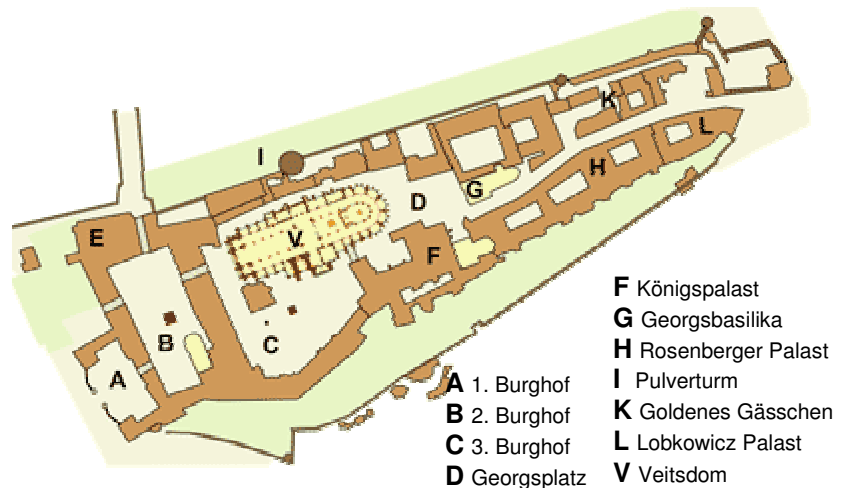 K
L
I
H
G
D
E
V
F
B
C
A
A 1. Burghof
B 2. Burghof
C 3. Burghof
D Georgsplatz
F Königspalast
G Georgsbasilika
H Rosenberger Palast
I Pulverturm
K Goldenes Gässchen
L Lobkowicz Palast
V Veitsdom